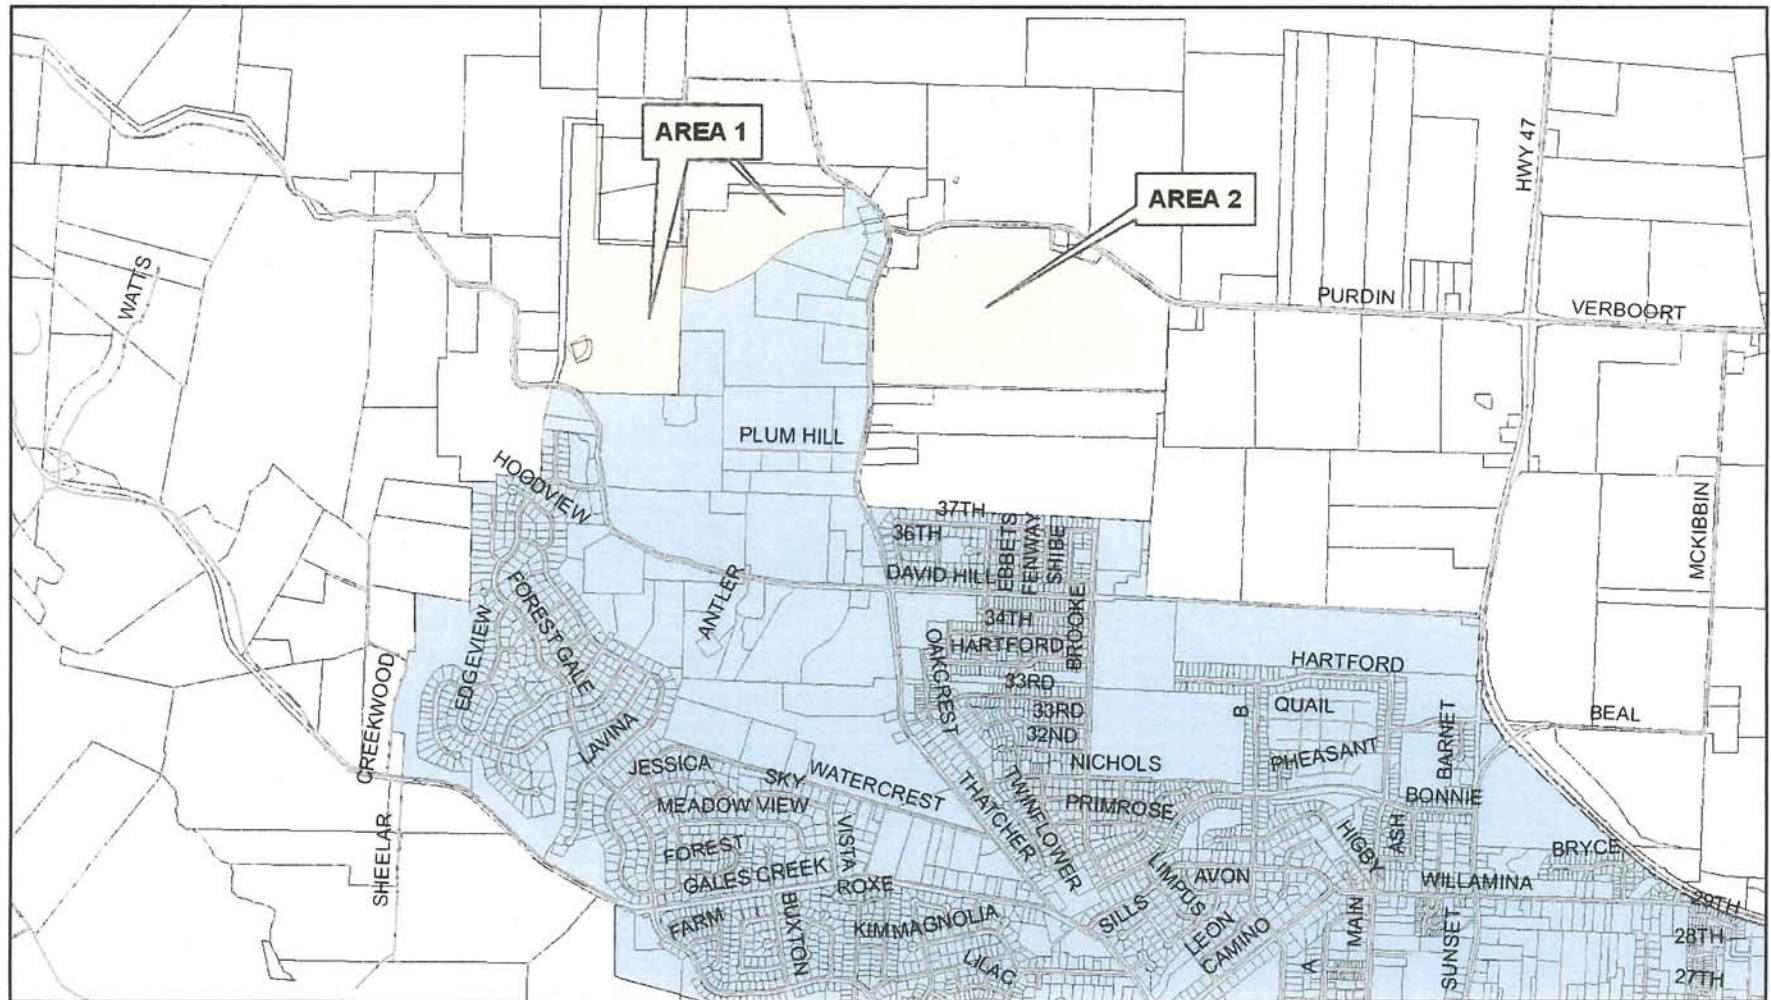 AREA 1
HWY 47
AREA 2
WATTS
PURDIN
VERBOORT
PLUM HILL
HOODVIEW
37TH
36TH
EBBETS
FENWAY
SHIBE
MCKIBBIN
DAVID HILL
FOREST GALE
ANTLER
34TH
BROOKE
EDGEVIEW
OAKCREST
HARTFORD
HARTFORD
CREEKWOOD
33RD
QUAIL
B
33RD
BEAL
LAVINA
32ND
BARNET
JESSICA
SKY
WATERCREST
NICHOLS
PHEASANT
MEADOW VIEW
THATCHER
TWINFLOWER
PRIMROSE
BONNIE
SHEELAR
VISTA
HIGBY
ASH
FOREST
BRYCE
GALES CREEK
ROXE
LIMPUS
AVON
WILLAMINA
FARM
BUXTON
KIM
MAGNOLIA
SILLS
LEON
MAIN
29TH
CAMINO
SUNSET
28TH
LILAC
A
27TH